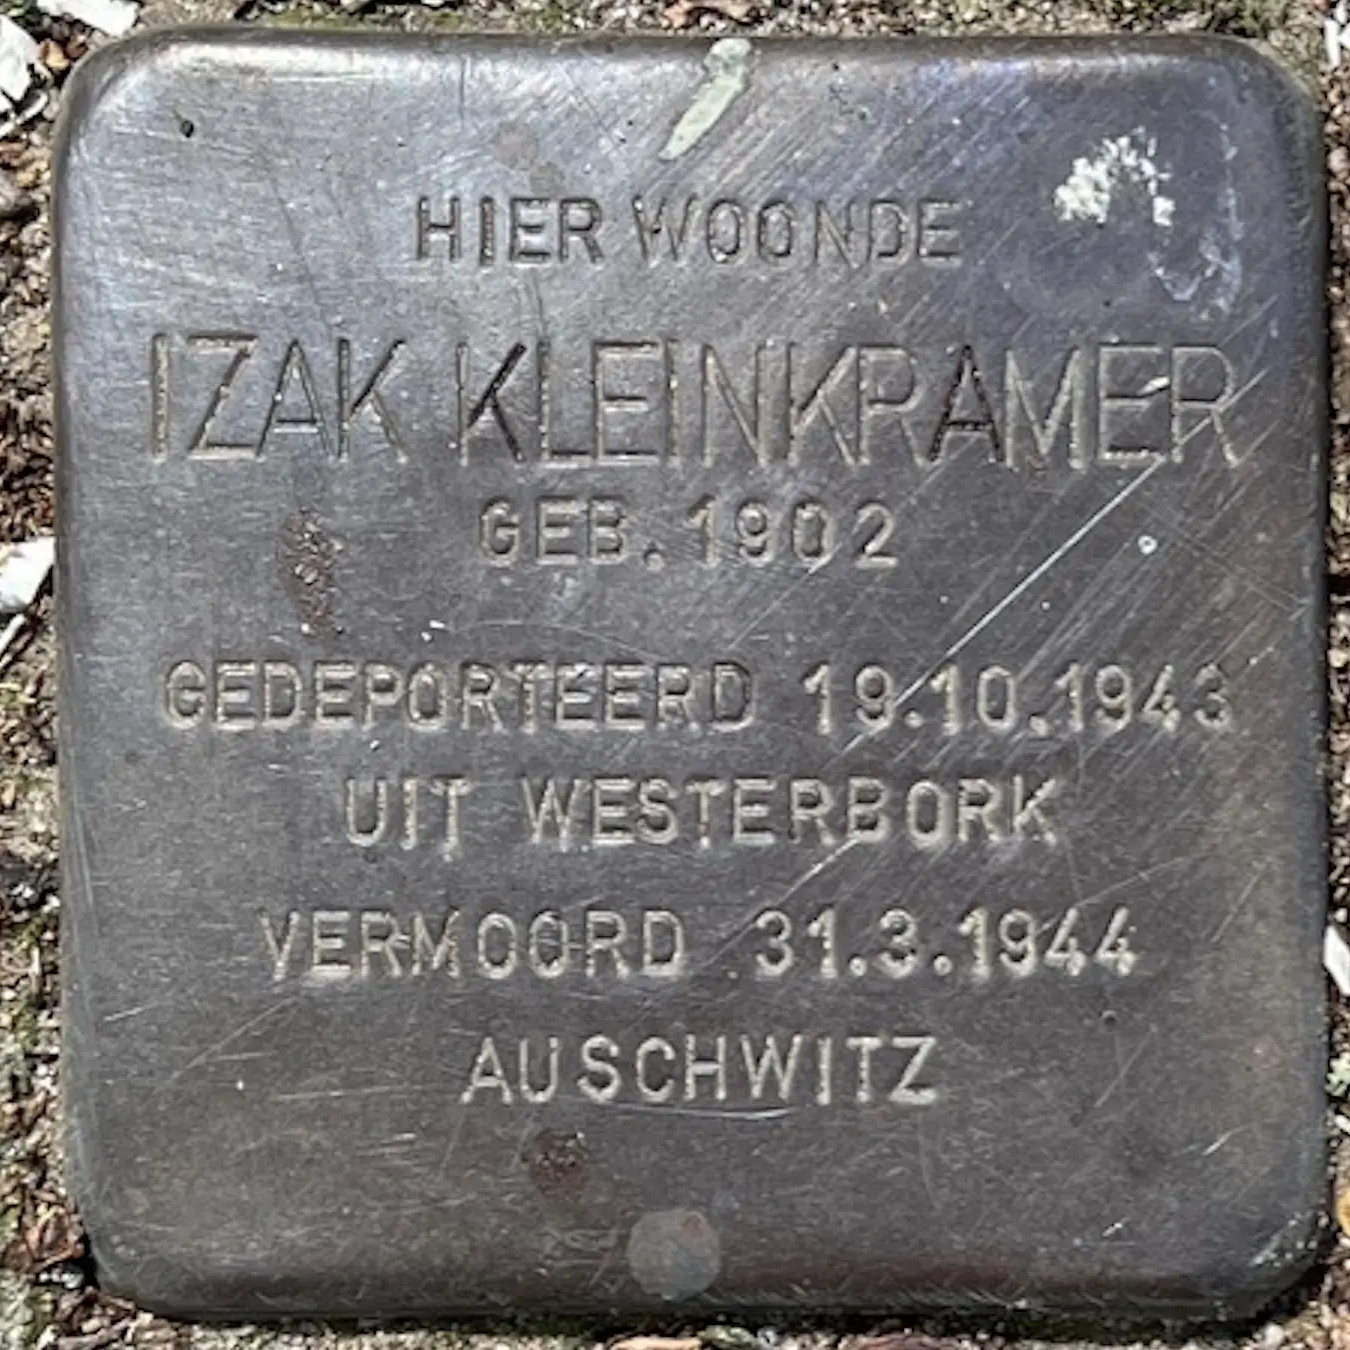 HIER WOONDE
IZAK KLEINKRAMER
GEB. 1902
GEDEPORTEERD 19.10.1943
UIT WESTERBORK
VERMOORD 31.3.1944
AUSCHWITZ